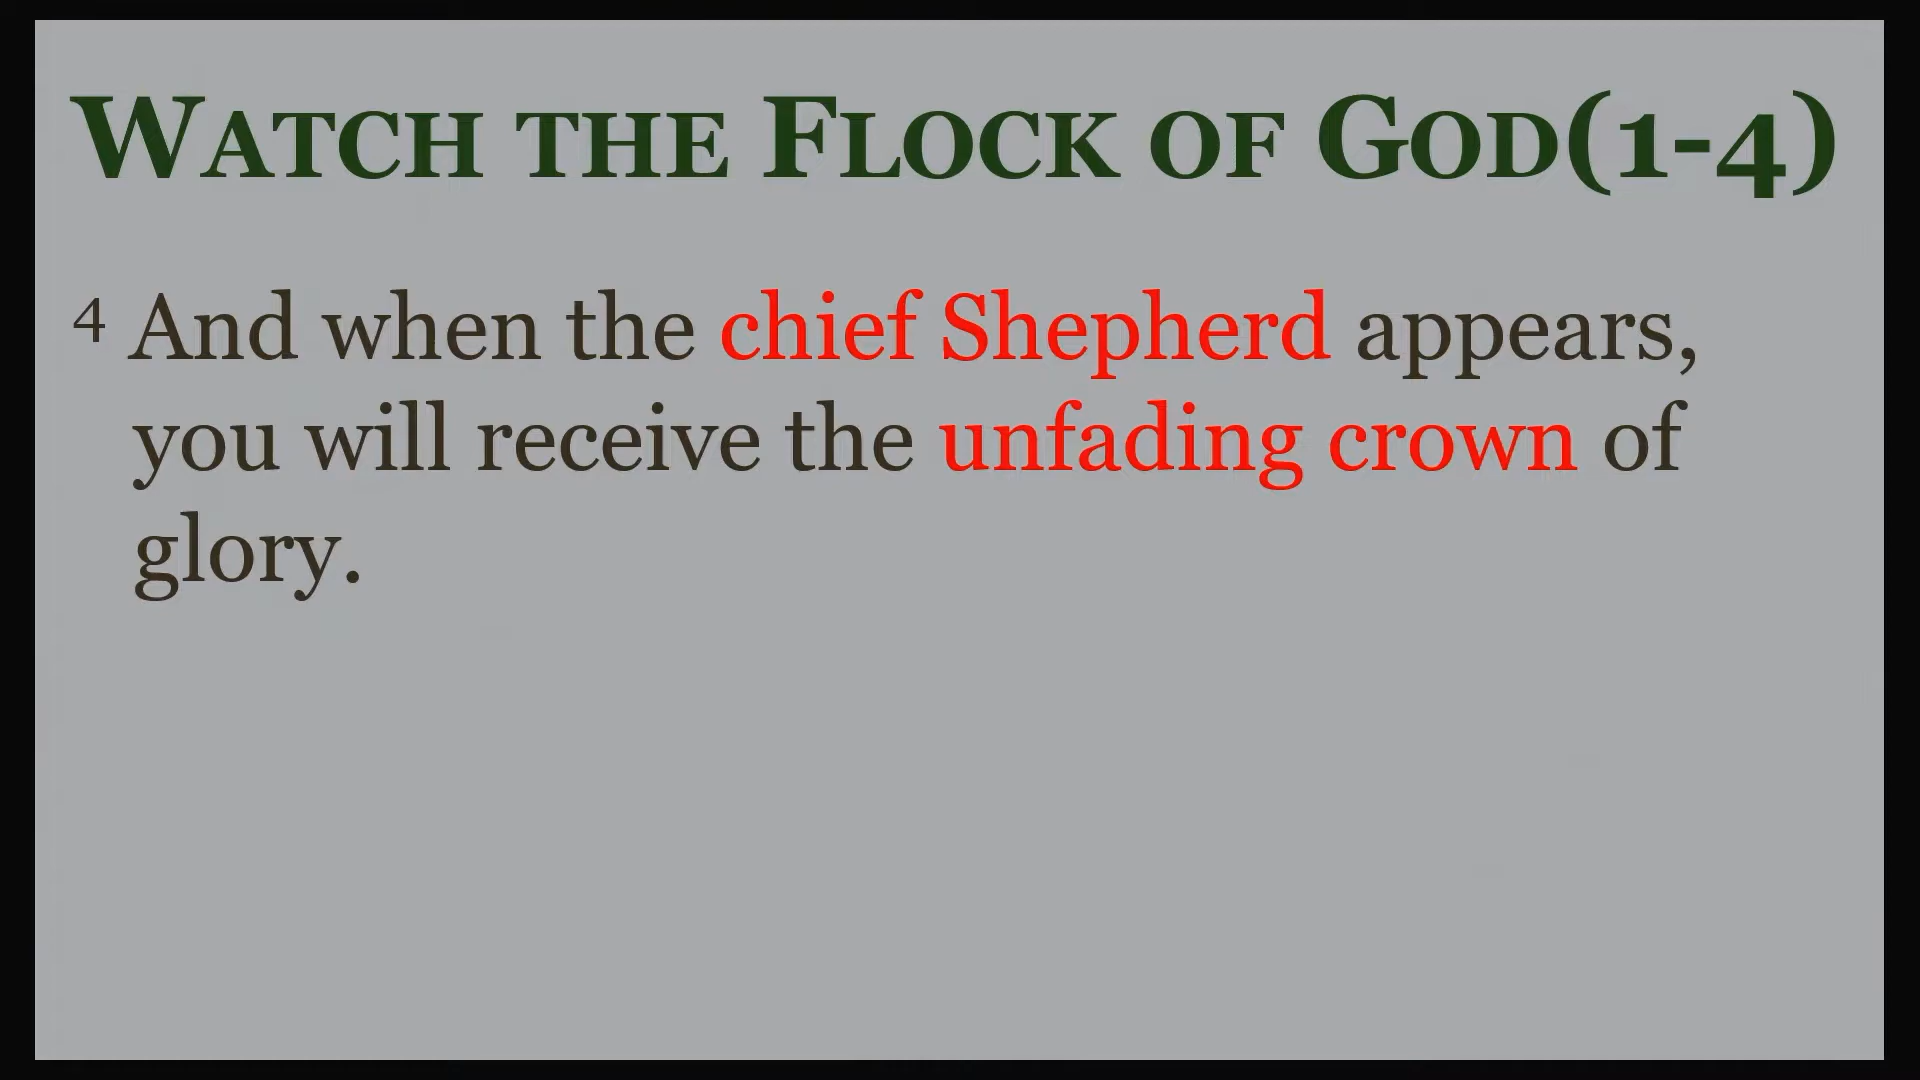 Watch the Flock of God(1-4)
4 And when the chief Shepherd appears,
you will receive the unfading crown of
glory.